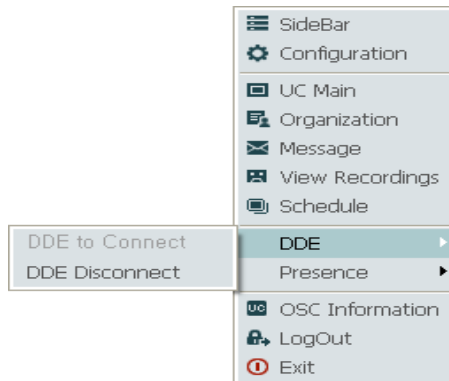 SideBar
Configuration
UC Main
Organization
Message
View Recordings
Schedule
DDE to Connect
DDE
DDE Disconnect
Presence
UC OSC Information
LogOut
Exit